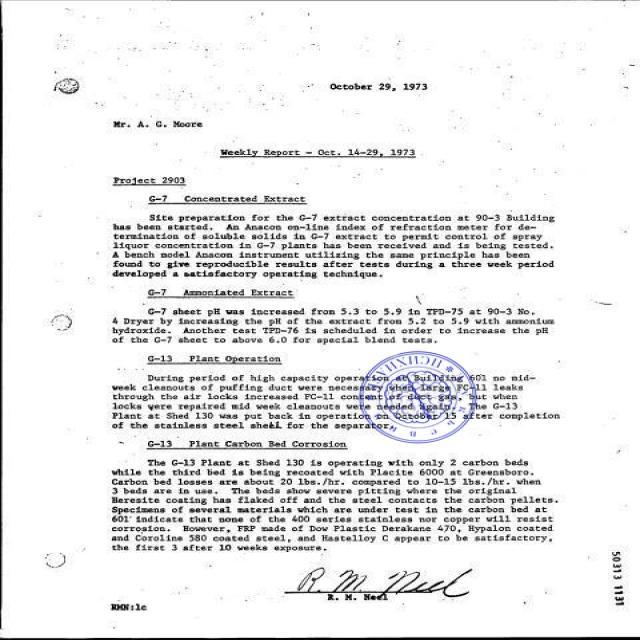 October 29, 1973
Mr. A. G. Moore
Weekly Report - Oct. 14-29, 1973
Project 2903
G-7 Concentrated Extract
Site preparation for the G-7 extract concentration at 90-3 Building
has been started. An Anacon on-line index of refraction meter for de-
termination of soluble solids in G-7 extract to permit control of spray
liquor concentration in G-7 plants has been received and is being tested.
A bench model Anacon instrument utilizing the same principle has been
found to give reproducible results after tests during a three week period
developed a satisfactory operating technique.
G-7 Ammoniated Extract
G-7 sheet pH was increased from 5.3 to 5.9 in TPD-75 at 90-3 No.
4 Dryer by increasing the pH of the extract from 5.2 to 5.9 with ammonium
hydroxide. Another test TPD-76 is scheduled in order to increase the pH
of the G-7 sheet to above 6.0 for special blend tests.
G-13 Plant Operation
During period of high capacity operation at Building 601 no mid-
week cleanouts of puffing duct were necessary when large FC-11 leaks
through the air locks increased FC-11 content of duct gas, but when
locks were repaired mid week cleanouts were needed again. The G-13
Plant at Shed 130 was put back in operation on October 15 after completion
of the stainless steel shell for the separator.
G-13 Plant Carbon Bed Corrosion
The G-13 Plant at Shed 130 is operating with only 2 carbon beds
while the third bed is being recoated with Placite 6000 at Greensboro.
Carbon bed losses are about 20 lbs./hr. compared to 10-15 lbs./hr. when
3 beds are in use. The beds show severe pitting where the original
Beresite coating has flaked off and the steel contacts the carbon pellets.
Specimens of several materials which are under test in the carbon bed at
601 indicate that none of the 400 series stainless nor copper will resist
corrosion. However, FRP made of Dow Plastic Derakane 470, Hypalon coated
and Coroline 580 coated steel, and Hastelloy C appear to be satisfactory,
the first 3 after 10 weeks exposure.
R. M. Neel
R. M. Neel
RMN:lc
50313 1131